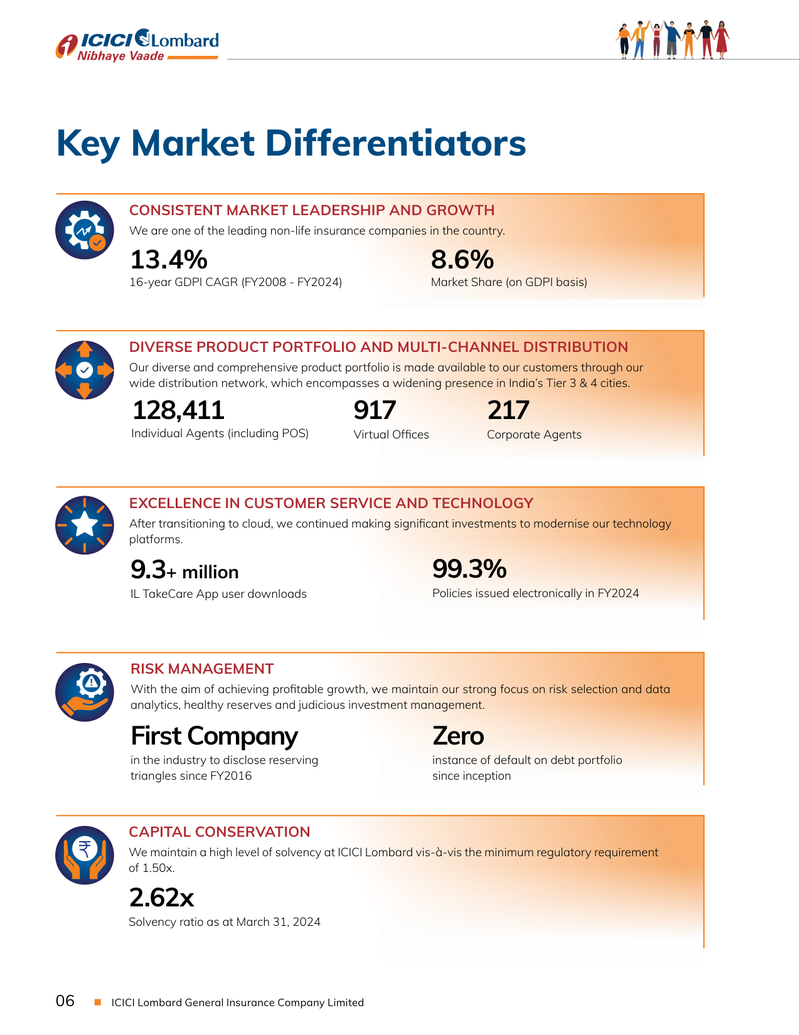 ICICI Lombard
Nibhaye Vaade
Key Market Differentiators
CONSISTENT MARKET LEADERSHIP AND GROWTH
We are one of the leading non-life insurance companies in the country.
13.4%
16-year GDPI CAGR (FY2008 - FY2024)
8.6%
Market Share (on GDPI basis)
DIVERSE PRODUCT PORTFOLIO AND MULTI-CHANNEL DISTRIBUTION
Our diverse and comprehensive product portfolio is made available to our customers through our
wide distribution network, which encompasses a widening presence in India’s Tier 3 & 4 cities.
128,411
Individual Agents (including POS)
917
Virtual Offices
217
Corporate Agents
EXCELLENCE IN CUSTOMER SERVICE AND TECHNOLOGY
After transitioning to cloud, we continued making significant investments to modernise our technology
platforms.
9.3+ million
IL TakeCare App user downloads
99.3%
Policies issued electronically in FY2024
RISK MANAGEMENT
With the aim of achieving profitable growth, we maintain our strong focus on risk selection and data
analytics, healthy reserves and judicious investment management.
First Company
in the industry to disclose reserving
triangles since FY2016
Zero
instance of default on debt portfolio
since inception
₹
CAPITAL CONSERVATION
We maintain a high level of solvency at ICICI Lombard vis-à-vis the minimum regulatory requirement
of 1.50x.
2.62x
Solvency ratio as at March 31, 2024
06 ■ ICICI Lombard General Insurance Company Limited